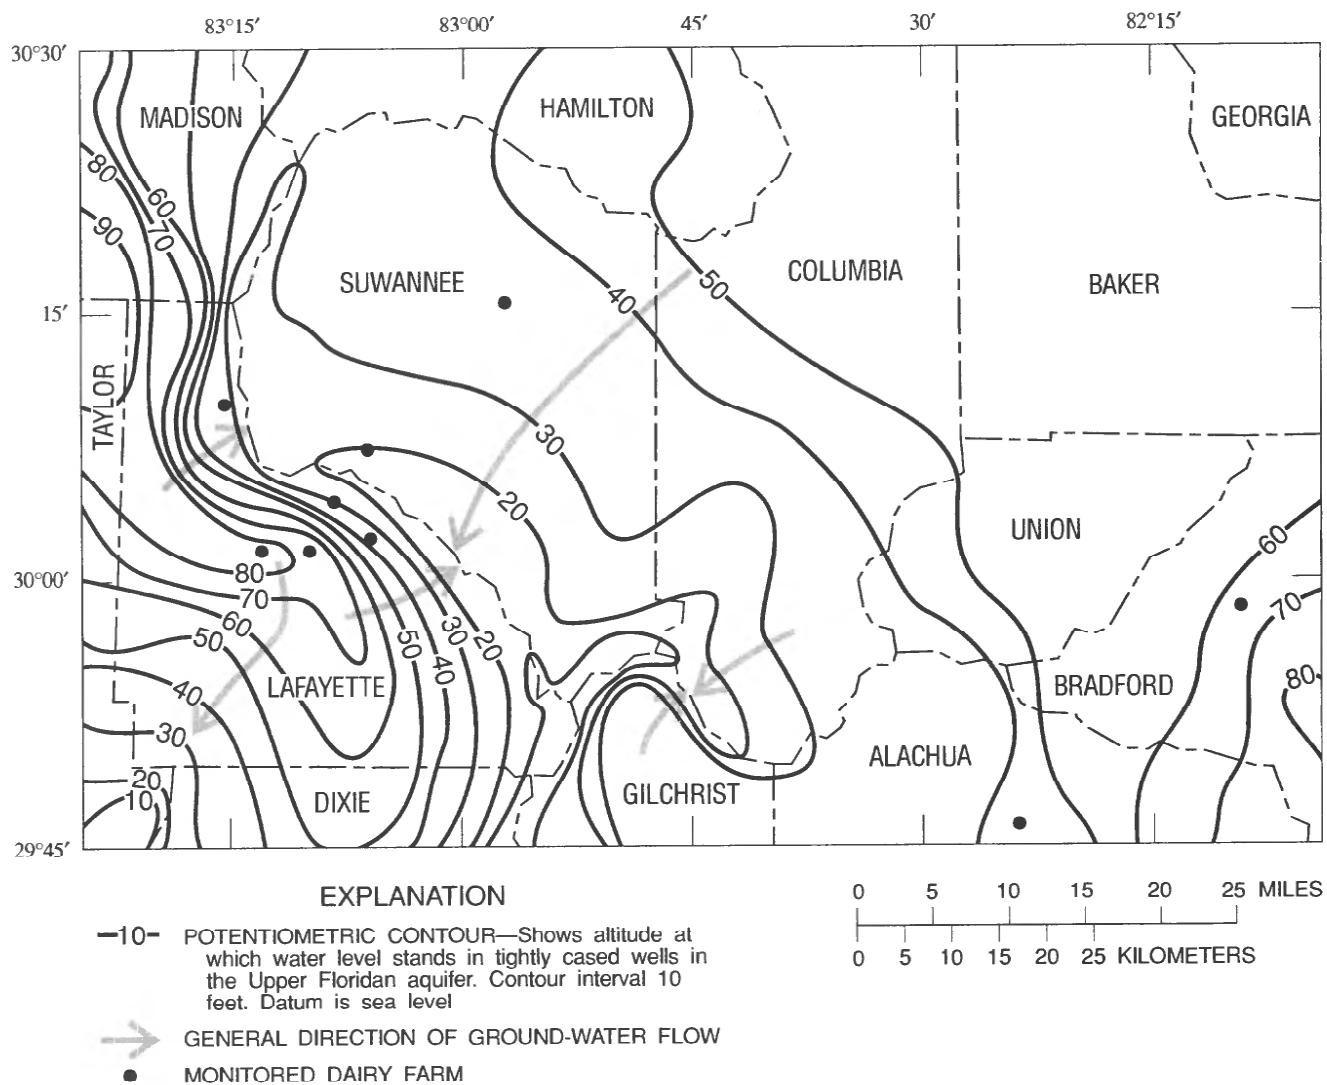 83°15′ 83°00′ 45′ 30′ 82°15′
30°30′
MADISON HAMILTON GEORGIA
80
60
90 70
SUWANNEE COLUMBIA BAKER
40 50
15′
TAYLOR
30
20
UNION
60
30°00′ 80
70 70
60
50 50 30 20
40
LAFAYETTE BRADFORD 80
40
30
ALACHUA
20
10 DIXIE GILCHRIST
29°45′
EXPLANATION
10 POTENTIOMETRIC CONTOUR—Shows altitude at
which water level stands in tightly cased wells in
the Upper Floridan aquifer. Contour interval 10
feet. Datum is sea level
GENERAL DIRECTION OF GROUND-WATER FLOW
MONITORED DAIRY FARM
0 5 10 15 20 25 MILES
0 5 10 15 20 25 KILOMETERS